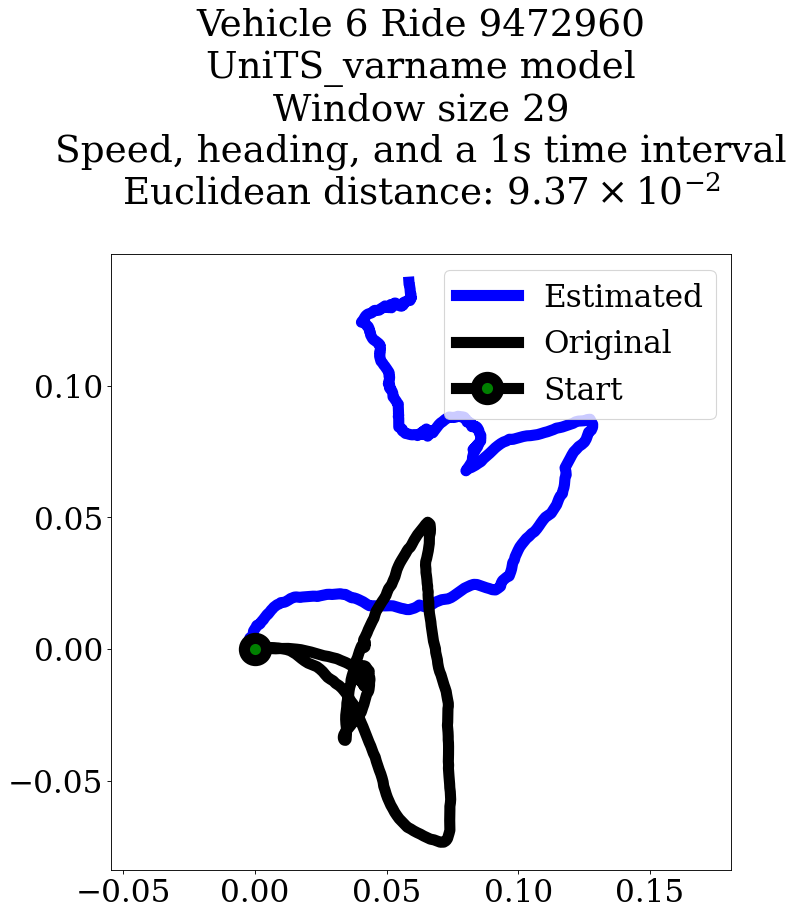 Vehicle 6 Ride 9472960
UniTS_varname model
Window size 29
Speed, heading, and a 1s time interval
Euclidean distance: 9.37 × 10⁻²
Estimated
Original
Start
0.10
0.05
0.00
−0.05
−0.05 0.00 0.05 0.10 0.15